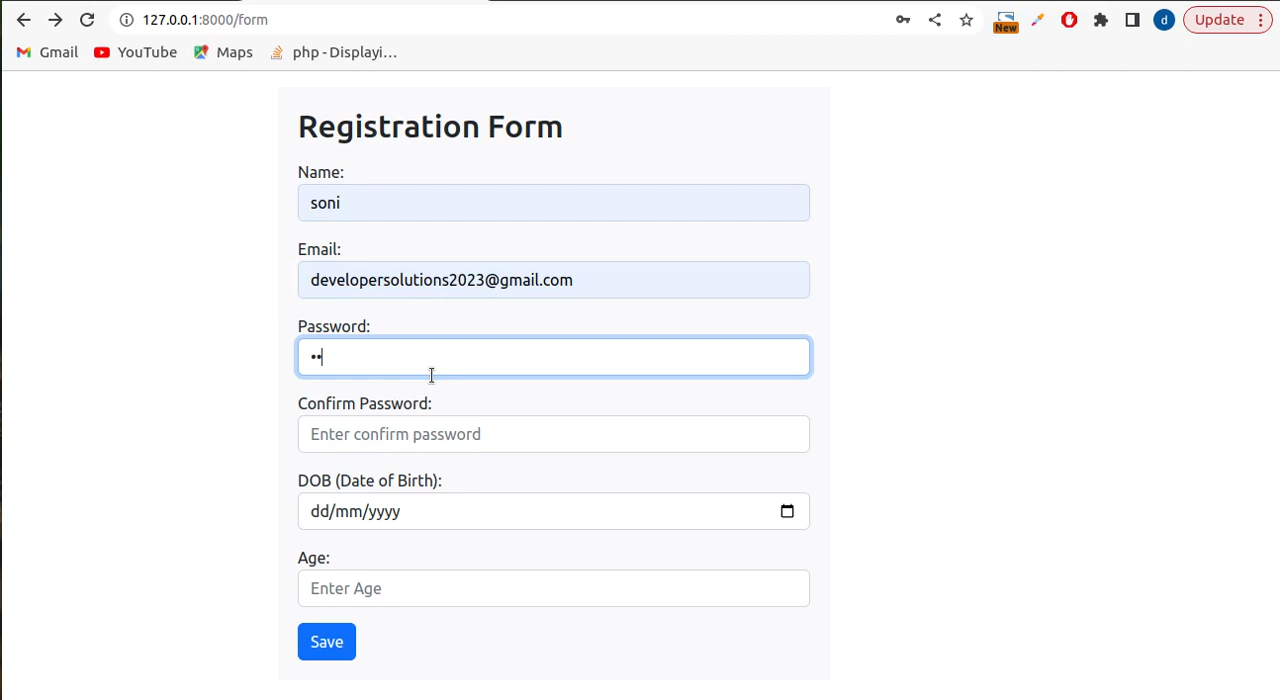 127.0.0.1:8000/form
New
d
Update
Gmail
YouTube
Maps
php - Displayi…
Registration Form
Name:
soni
Email:
developersolutions2023@gmail.com
Password:
••
Confirm Password:
Enter confirm password
DOB (Date of Birth):
dd/mm/yyyy
Age:
Enter Age
Save